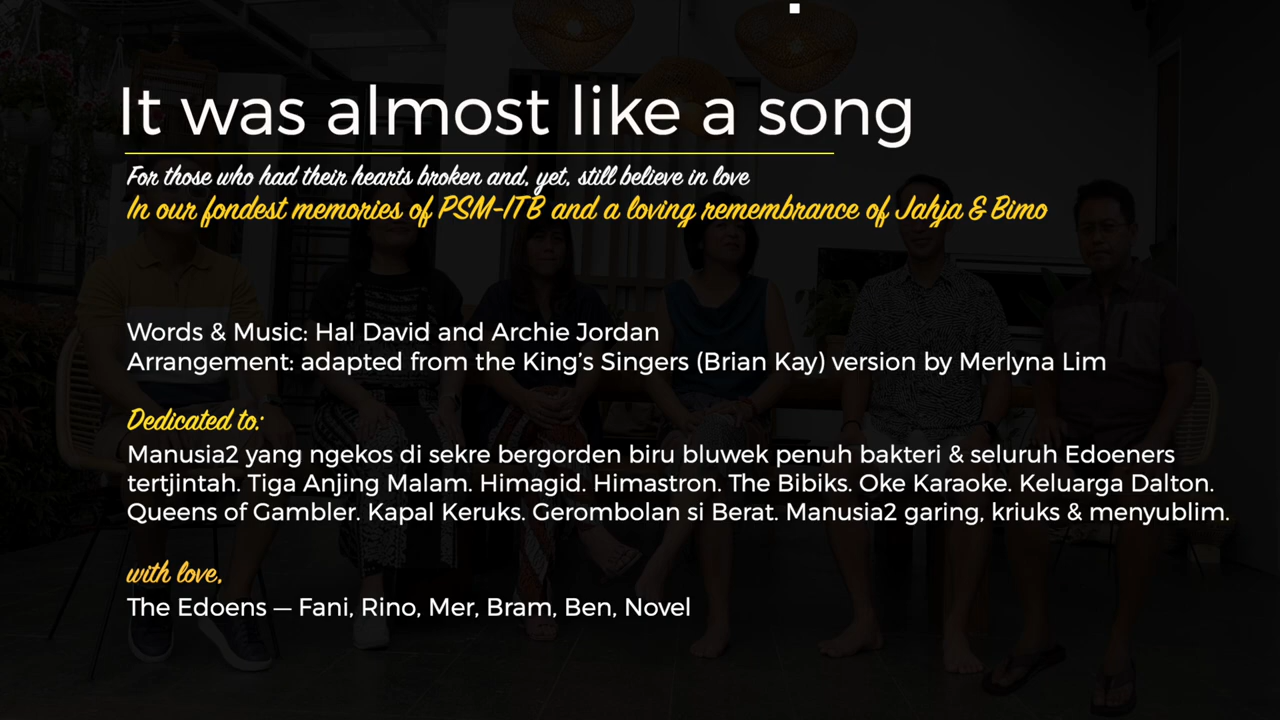 It was almost like a song
For those who had their hearts broken and, yet, still believe in love
In our fondest memories of PSM-ITB and a loving remembrance of Jahja & Bimo
Words & Music: Hal David and Archie Jordan
Arrangement: adapted from the King’s Singers (Brian Kay) version by Merlyna Lim
Dedicated to:
Manusia2 yang ngekos di sekre bergorden biru bluwek penuh bakteri & seluruh Edoeners
tertjintah. Tiga Anjing Malam. Himagid. Himastron. The Bibiks. Oke Karaoke. Keluarga Dalton.
Queens of Gambler. Kapal Keruks. Gerombolan si Berat. Manusia2 garing, kriuks & menyublim.
with love,
The Edoens — Fani, Rino, Mer, Bram, Ben, Novel